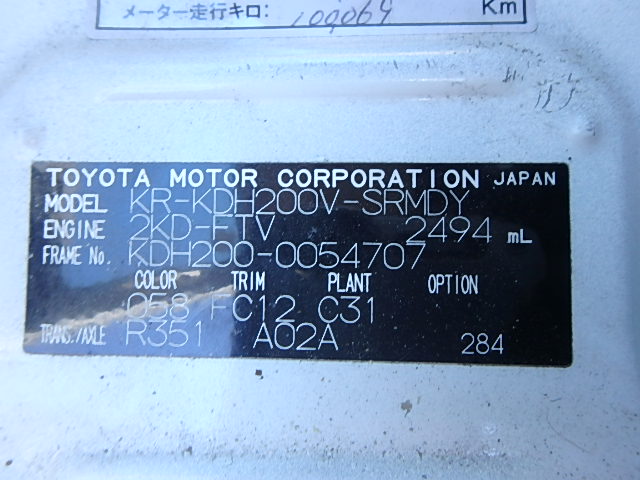 メーター走行キロ: 109069 Km
TOYOTA MOTOR CORPORATION JAPAN
MODEL KR-KDH200V-SRMDY
ENGINE 2KD-FTV 2494 mL
FRAME No. KDH200-0054707
COLOR TRIM PLANT OPTION
058 FC12 C31
TRANS./AXLE R351 A02A 284